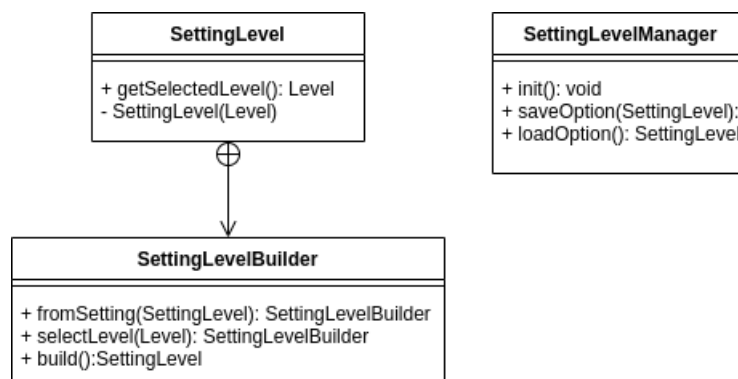 SettingLevel
+ getSelectedLevel(): Level
- SettingLevel(Level)
SettingLevelManager
+ init(): void
+ saveOption(SettingLevel):
+ loadOption(): SettingLevel
SettingLevelBuilder
+ fromSetting(SettingLevel): SettingLevelBuilder
+ selectLevel(Level): SettingLevelBuilder
+ build():SettingLevel